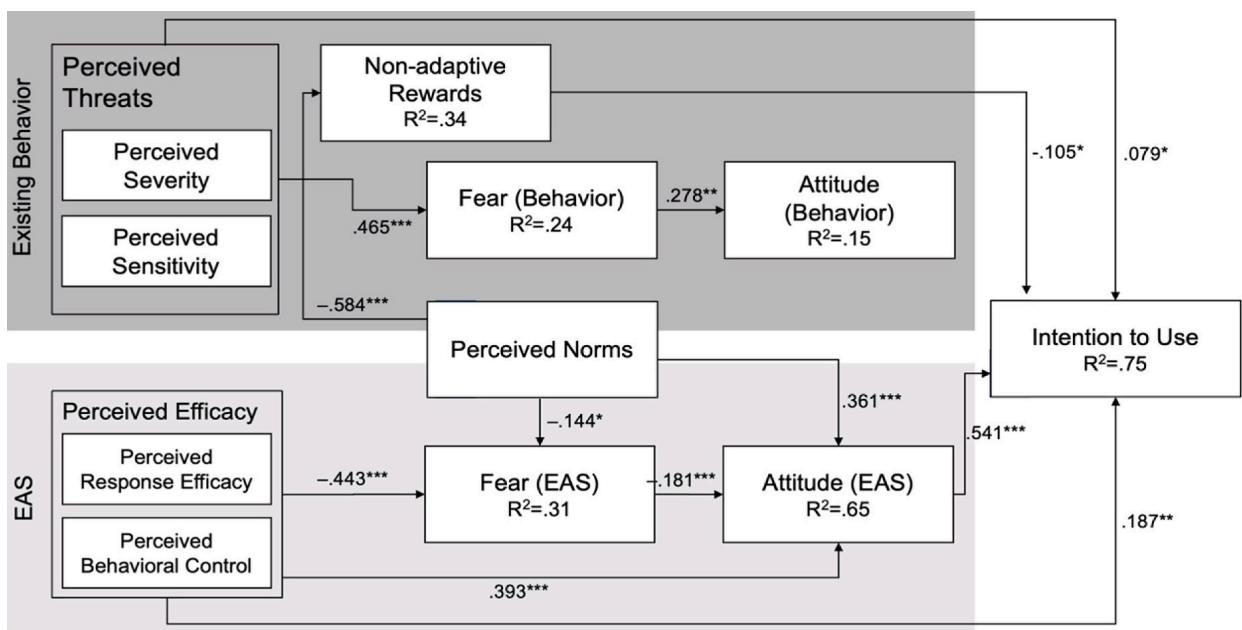 Existing Behavior
Perceived
Threats
Perceived
Severity
Perceived
Sensitivity
Non-adaptive
Rewards
R²=.34
Fear (Behavior)
R²=.24
Attitude
(Behavior)
R²=.15
.465***
.278**
–.584***
-.105*
.079*
Perceived Norms
Intention to Use
R²=.75
EAS
Perceived Efficacy
Perceived
Response Efficacy
Perceived
Behavioral Control
–.144*
.361***
.541***
–.443***
Fear (EAS)
R²=.31
–.181***
Attitude (EAS)
R²=.65
.393***
.187**